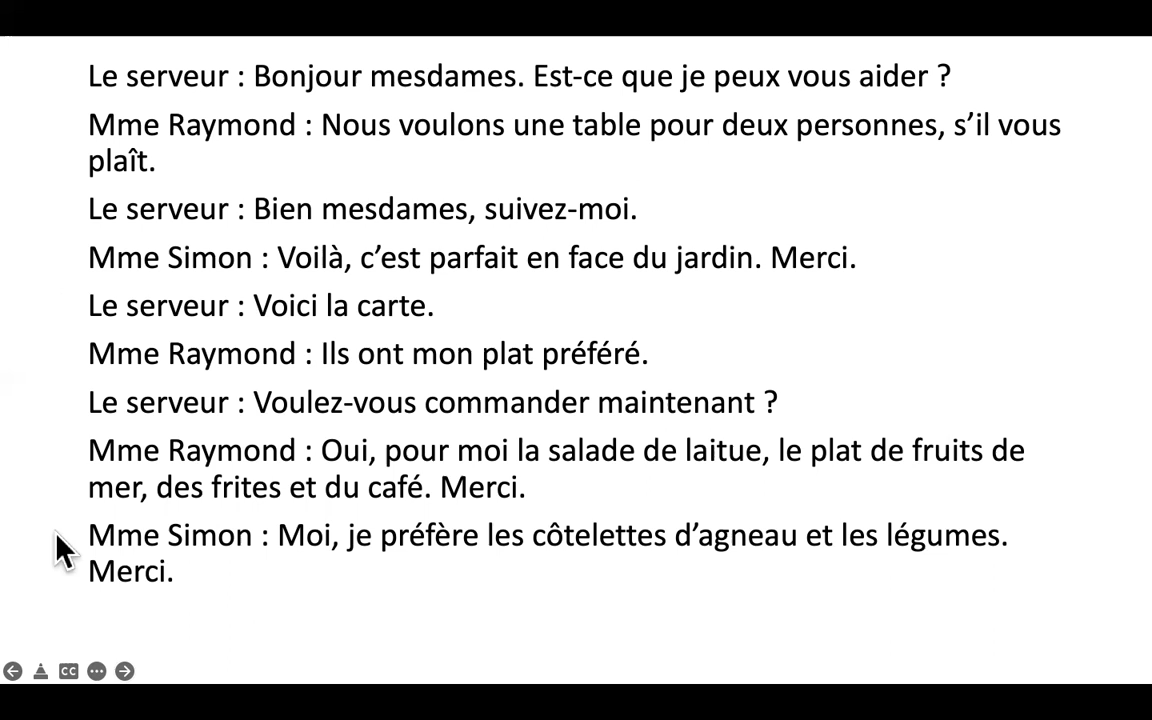 Le serveur : Bonjour mesdames. Est-ce que je peux vous aider ?
Mme Raymond : Nous voulons une table pour deux personnes, s’il vous
plaît.
Le serveur : Bien mesdames, suivez-moi.
Mme Simon : Voilà, c’est parfait en face du jardin. Merci.
Le serveur : Voici la carte.
Mme Raymond : Ils ont mon plat préféré.
Le serveur : Voulez-vous commander maintenant ?
Mme Raymond : Oui, pour moi la salade de laitue, le plat de fruits de
mer, des frites et du café. Merci.
Mme Simon : Moi, je préfère les côtelettes d’agneau et les légumes.
Merci.
CC